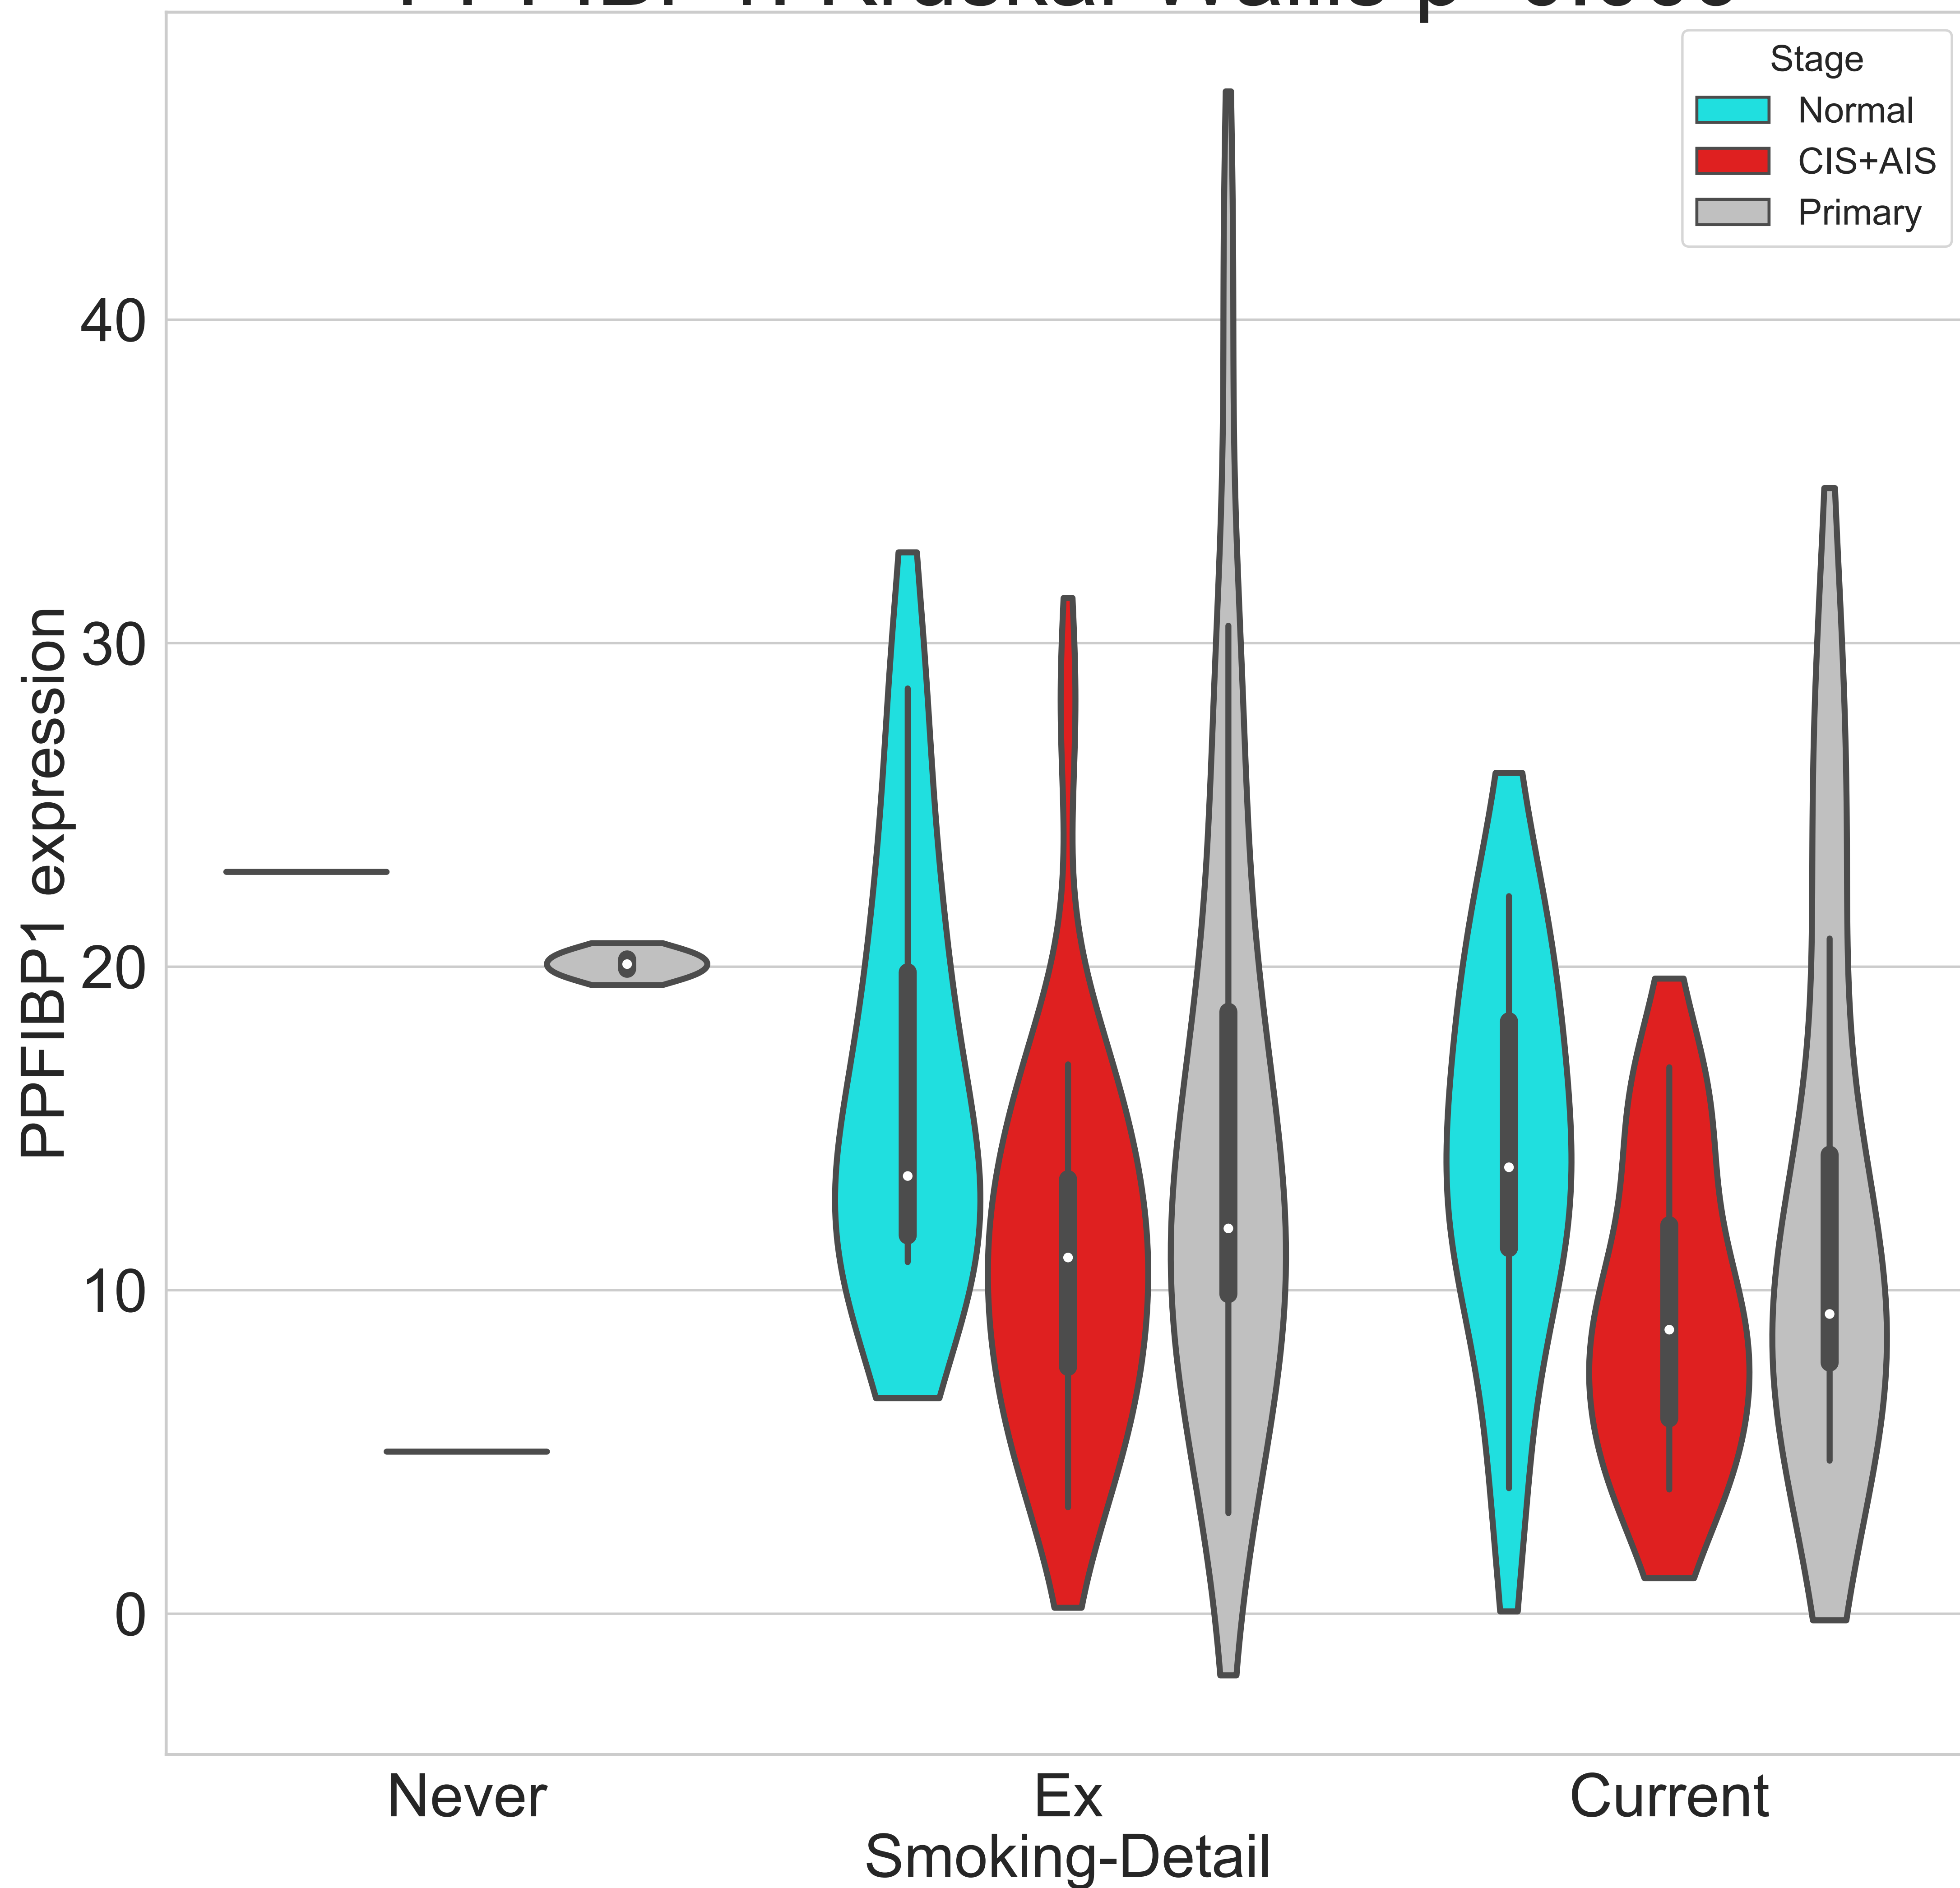 Stage
Normal
CIS+AIS
Primary
PPFIBP1 expression
40
30
20
10
0
Never
Ex
Current
Smoking-Detail